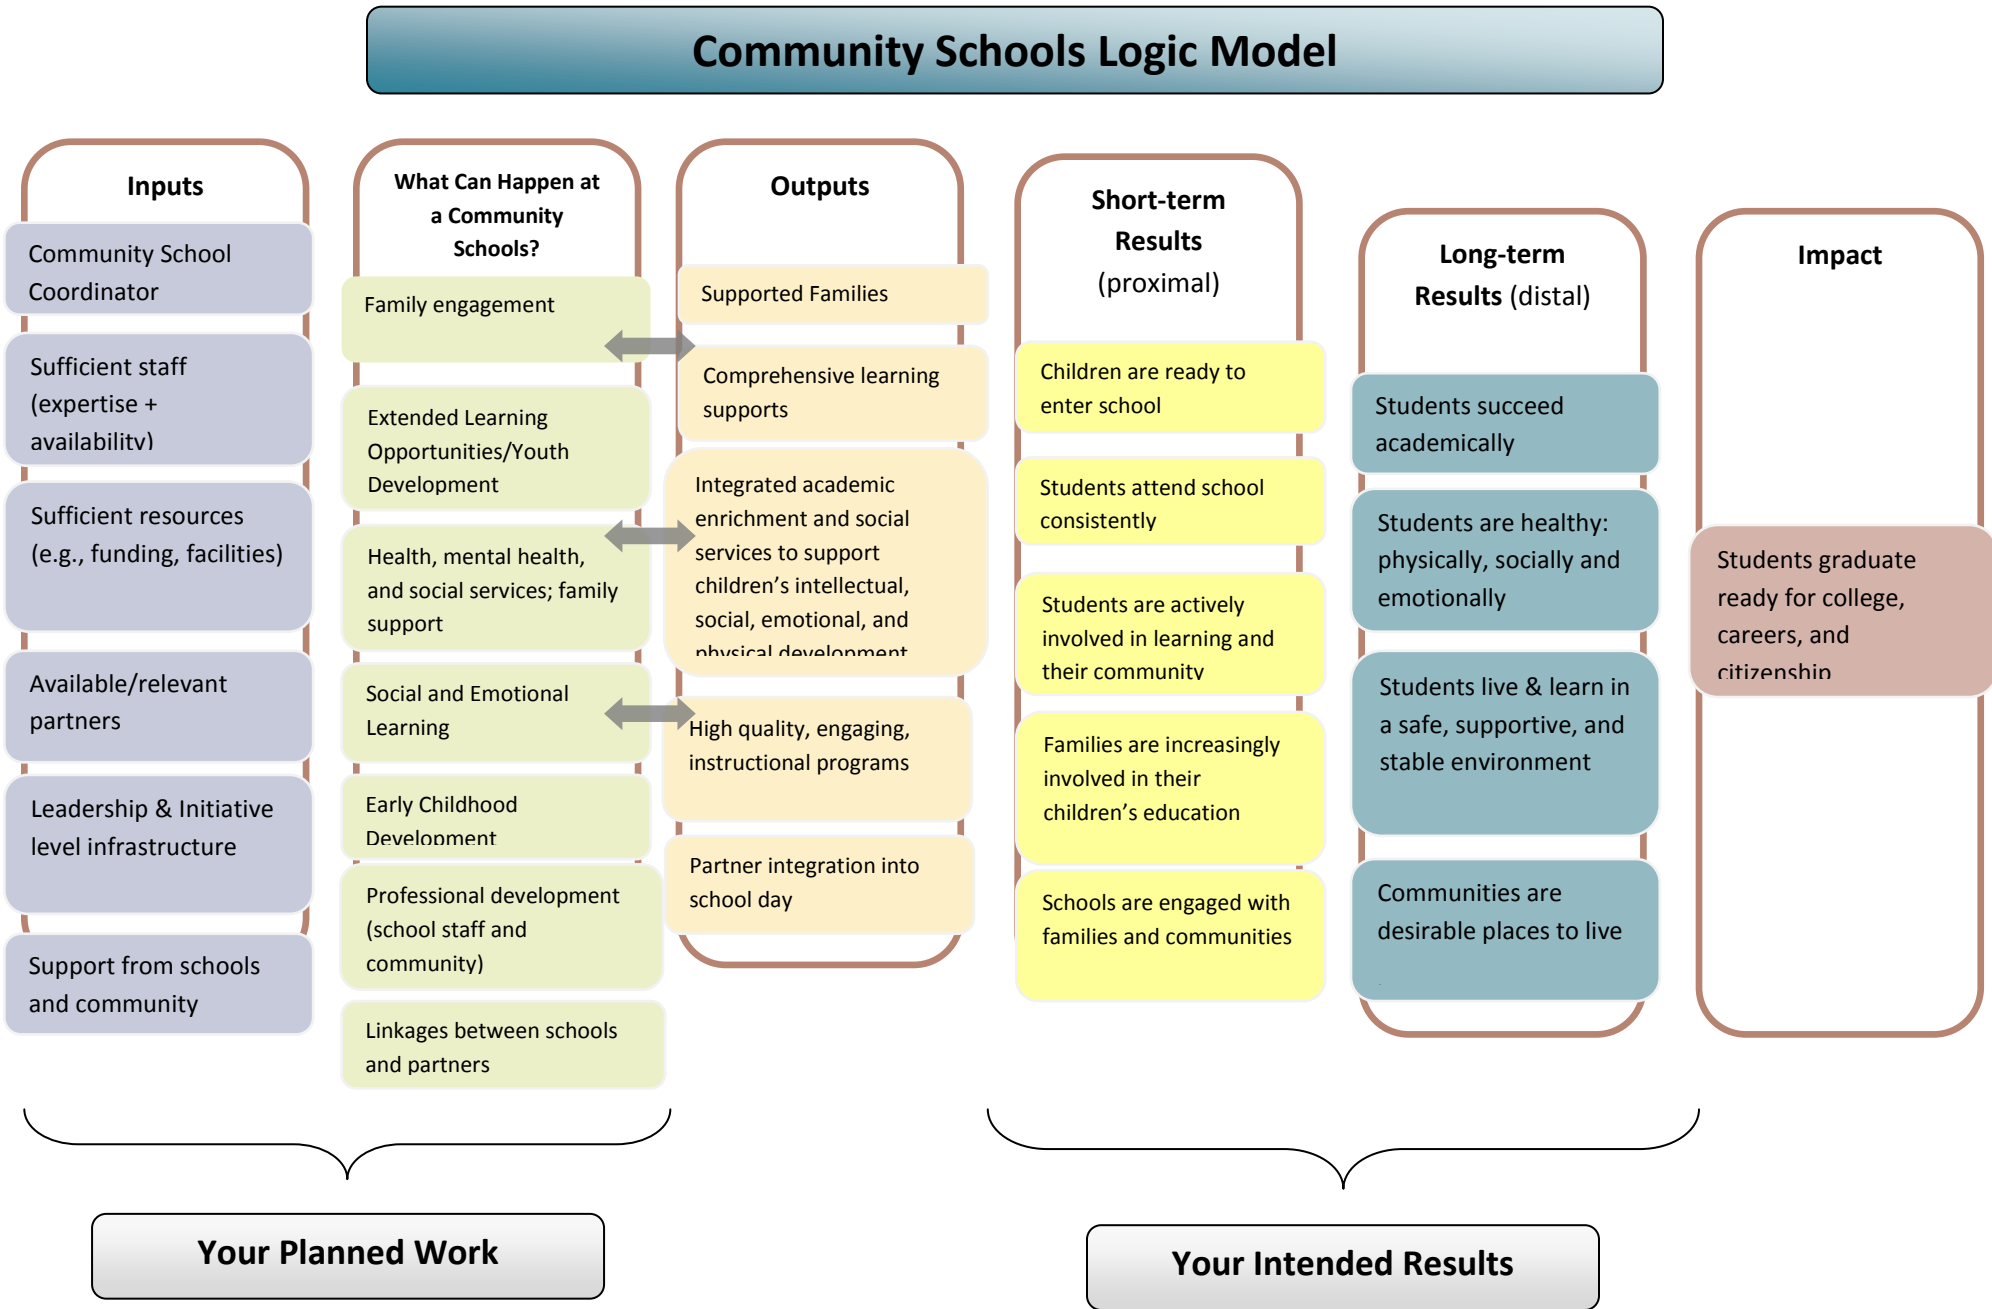 Community Schools Logic Model
Inputs
Community School
Coordinator
Sufficient staff
(expertise +
availability)
Sufficient resources
(e.g., funding, facilities)
Available/relevant
partners
Leadership & Initiative
level infrastructure
Support from schools
and community
What Can Happen at
a Community
Schools?
Family engagement
Extended Learning
Opportunities/Youth
Development
Health, mental health,
and social services; family
support
Social and Emotional
Learning
Early Childhood
Development
Professional development
(school staff and
community)
Linkages between schools
and partners
Outputs
Supported Families
Comprehensive learning
supports
Integrated academic
enrichment and social
services to support
children’s intellectual,
social, emotional, and
physical development
High quality, engaging,
instructional programs
Partner integration into
school day
Short-term
Results
(proximal)
Children are ready to
enter school
Students attend school
consistently
Students are actively
involved in learning and
their community
Families are increasingly
involved in their
children’s education
Schools are engaged with
families and communities
Long-term
Results (distal)
Students succeed
academically
Students are healthy:
physically, socially and
emotionally
Students live & learn in
a safe, supportive, and
stable environment
Communities are
desirable places to live
Impact
Students graduate
ready for college,
careers, and
citizenship
Your Planned Work
Your Intended Results